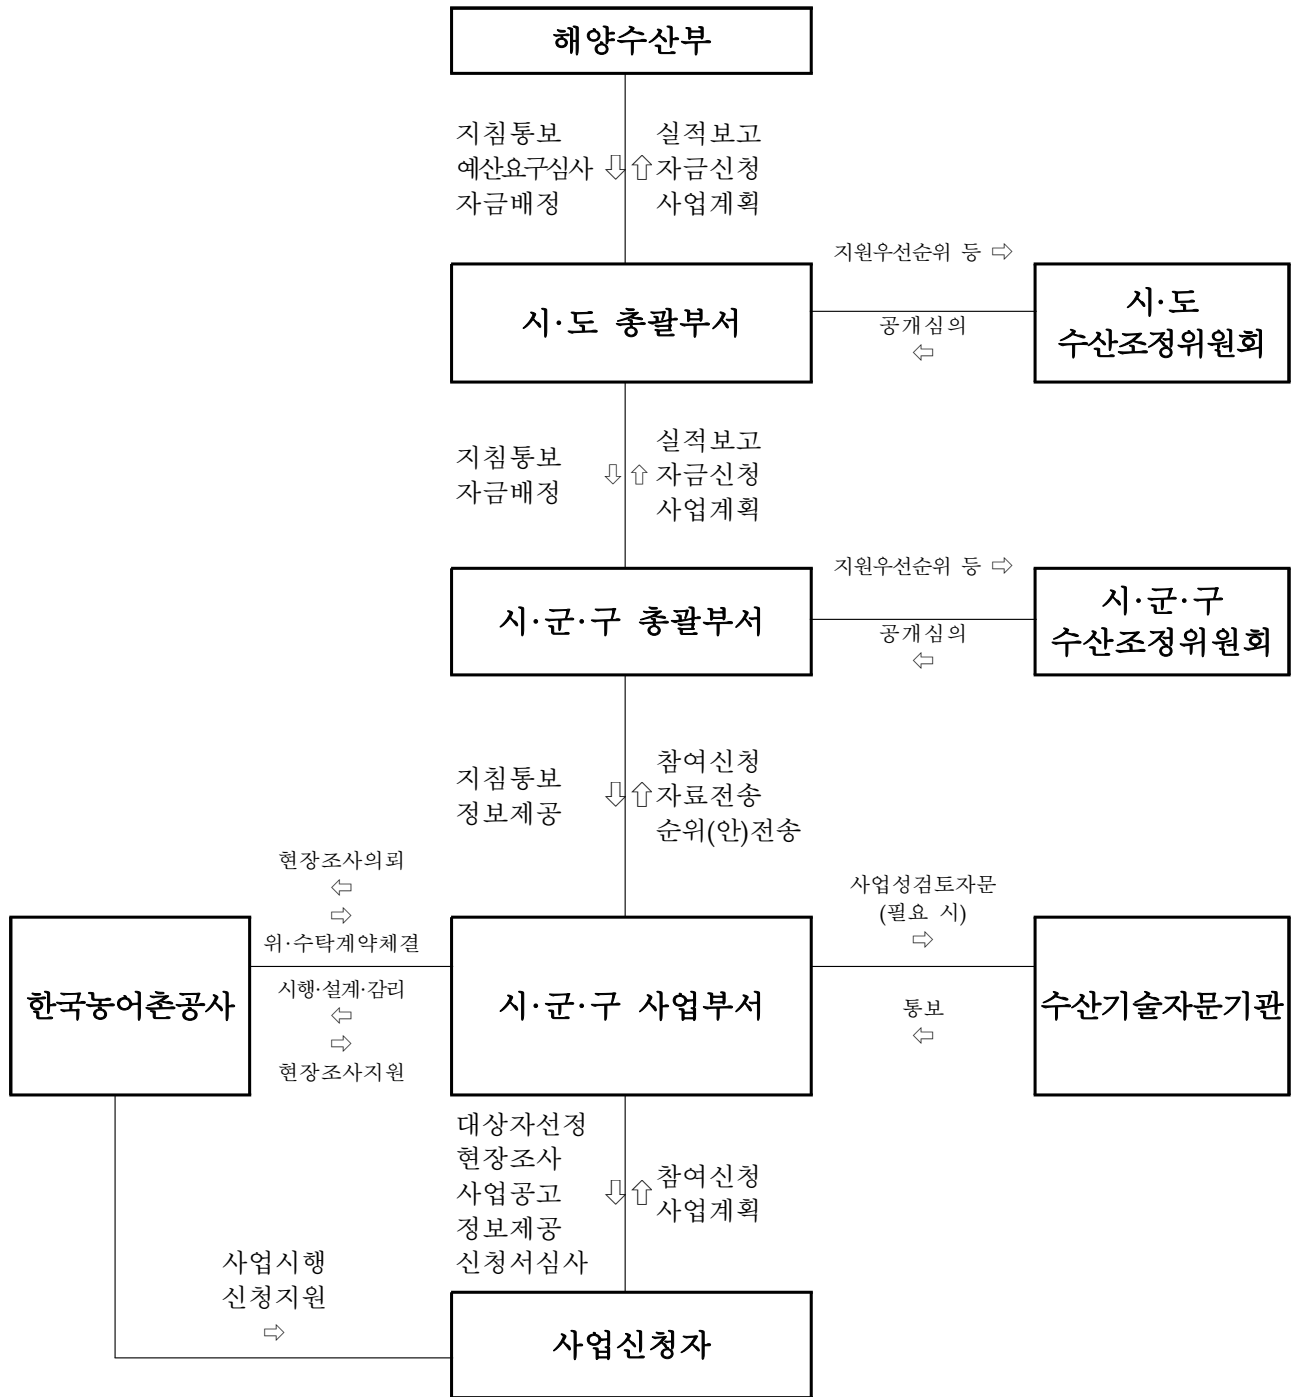 해양수산부
지침통보
예산요구심사
자금배정
⇩ ⇧
실적보고
자금신청
사업계획
시·도 총괄부서
지원우선순위 등 ⇨
공개심의
⇦
시·도
수산조정위원회
지침통보
자금배정
⇩ ⇧
실적보고
자금신청
사업계획
시·군·구 총괄부서
지원우선순위 등 ⇨
공개심의
⇦
시·군·구
수산조정위원회
지침통보
정보제공
⇩ ⇧
참여신청
자료전송
순위(안)전송
현장조사의뢰
⇦
⇨
위·수탁계약체결
한국농어촌공사
시행·설계·감리
⇦
⇨
현장조사지원
시·군·구 사업부서
사업성검토자문
(필요 시)
⇨
통보
⇦
수산기술자문기관
대상자선정
현장조사
사업공고
정보제공
신청서심사
⇩ ⇧
참여신청
사업계획
사업시행
신청지원
⇨
사업신청자